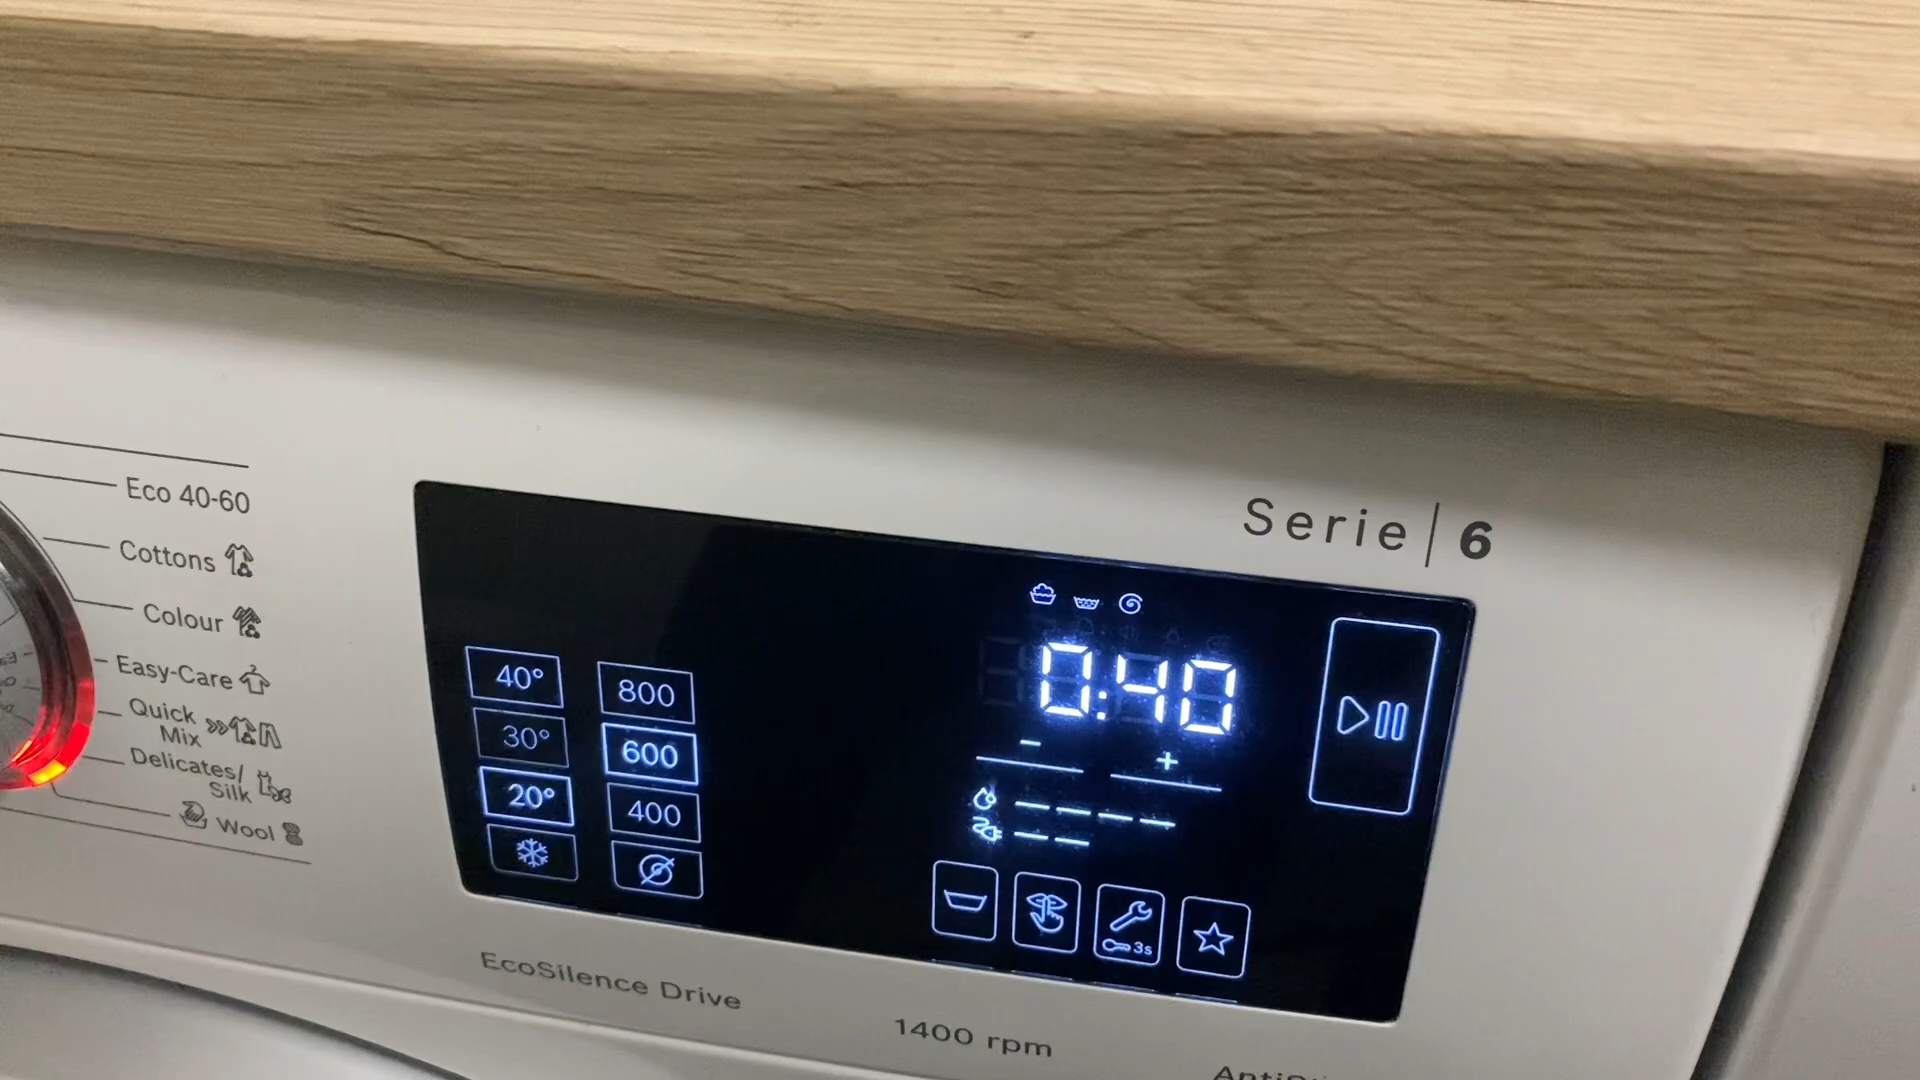 Eco 40-60
Cottons
Colour
Easy-Care
Quick
Mix
Delicates/
Silk
Wool
Serie | 6
40°
30°
20°
800
600
400
0:40
- +
3s
EcoSilence Drive
1400 rpm